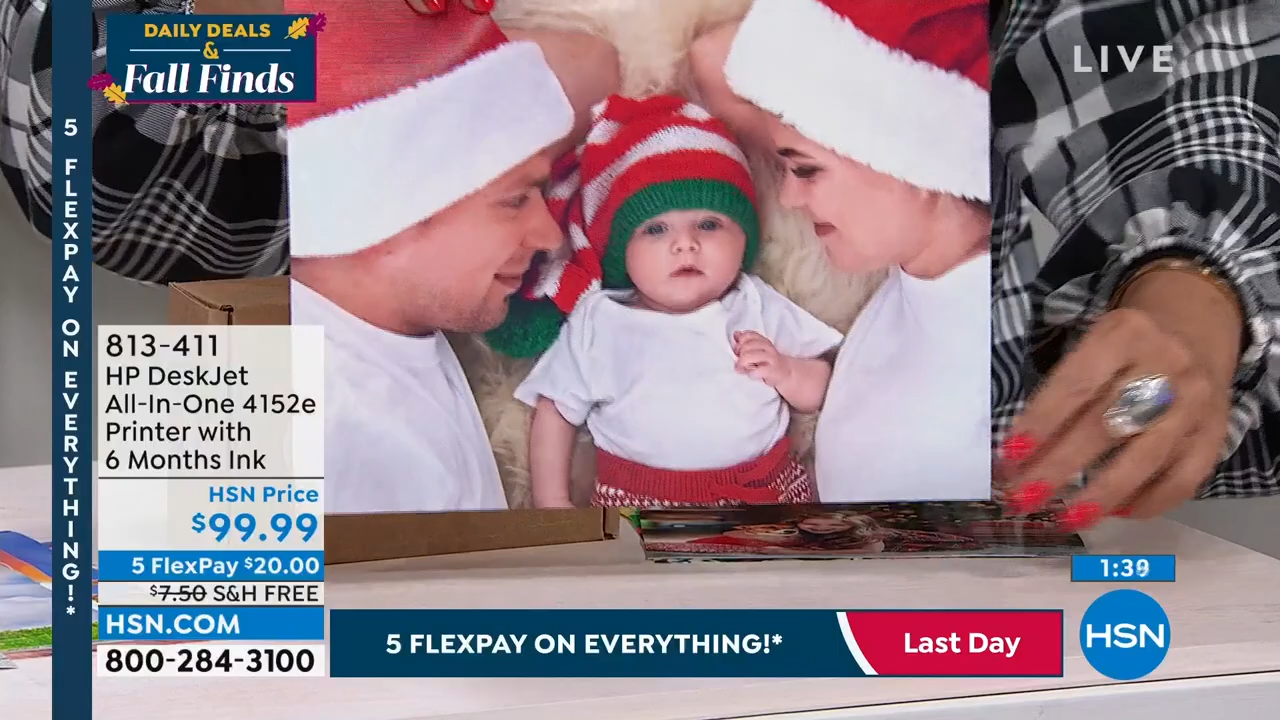 DAILY DEALS
&
Fall Finds
LIVE
5 FLEXPAY ON EVERYTHING!*
813-411
HP DeskJet
All-In-One 4152e
Printer with
6 Months Ink
HSN Price
$99.99
5 FlexPay $20.00
$7.50 S&H FREE
HSN.COM
800-284-3100
5 FLEXPAY ON EVERYTHING!*
Last Day
1:39
HSN